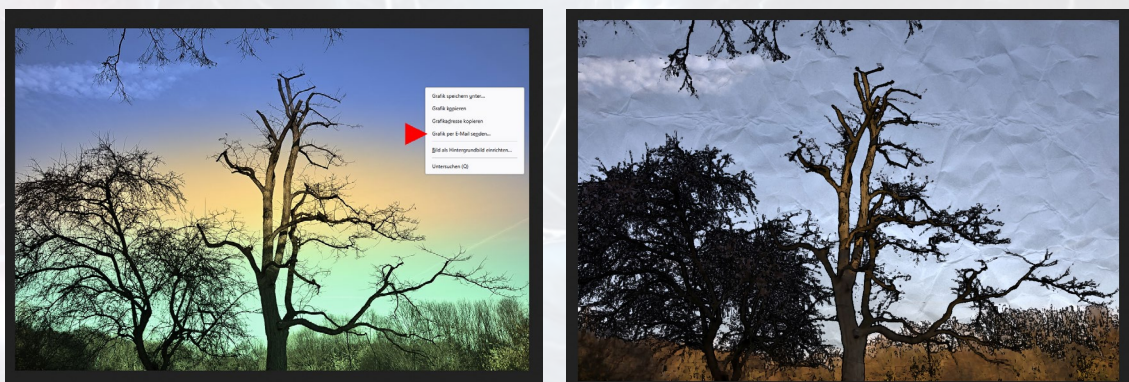 Grafik speichern unter...
Grafik kopieren
Grafikadresse kopieren
Grafik per E-Mail senden...
Bild als Hintergrundbild einrichten...
Untersuchen (Q)